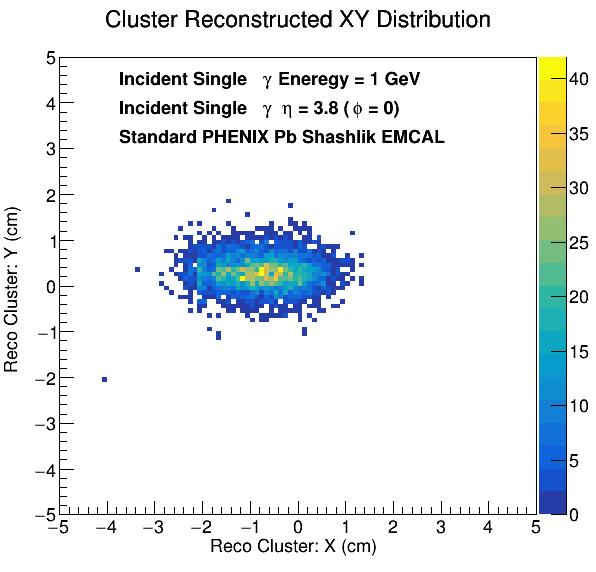 Cluster Reconstructed XY Distribution
Incident Single γ Eneregy = 1 GeV
Incident Single γ η = 3.8 ( ϕ = 0)
Standard PHENIX Pb Shashlik EMCAL
Reco Cluster: Y (cm)
5
4
3
2
1
0
−1
−2
−3
−4
−5
−5 −4 −3 −2 −1 0 1 2 3 4 5
Reco Cluster: X (cm)
40
35
30
25
20
15
10
5
0